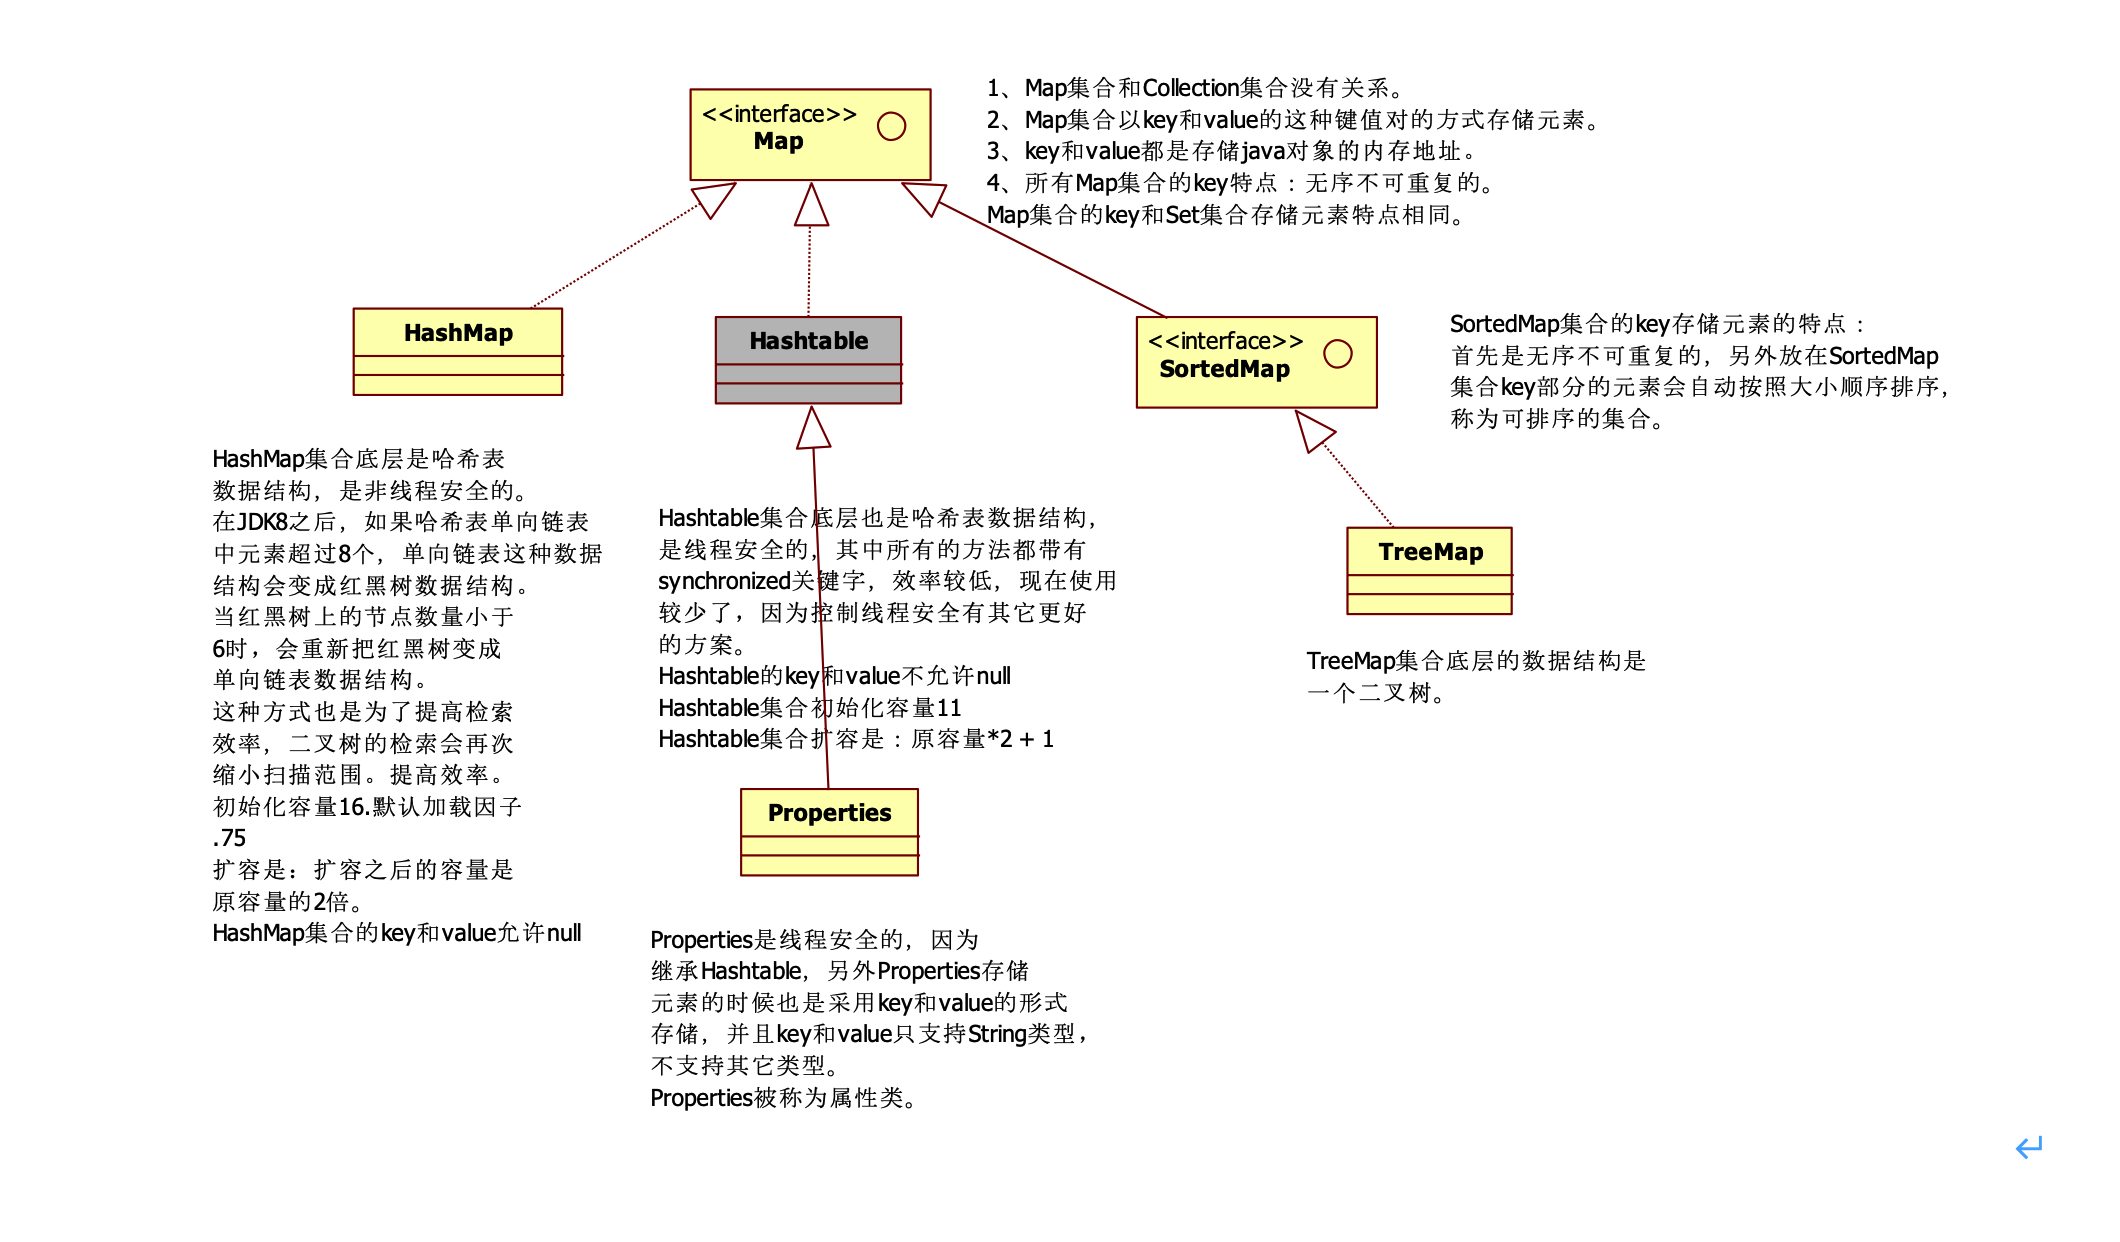 <<interface>>
Map
1、Map集合和Collection集合没有关系。
2、Map集合以key和value的这种键值对的方式存储元素。
3、key和value都是存储java对象的内存地址。
4、所有Map集合的key特点：无序不可重复的。
Map集合的key和Set集合存储元素特点相同。
HashMap
Hashtable
<<interface>>
SortedMap
SortedMap集合的key存储元素的特点：
首先是无序不可重复的，另外放在SortedMap
集合key部分的元素会自动按照大小顺序排序，
称为可排序的集合。
HashMap集合底层是哈希表
数据结构，是非线程安全的。
在JDK8之后，如果哈希表单向链表
中元素超过8个，单向链表这种数据
结构会变成红黑树数据结构。
当红黑树上的节点数量小于
6时，会重新把红黑树变成
单向链表数据结构。
这种方式也是为了提高检索
效率，二叉树的检索会再次
缩小扫描范围。提高效率。
初始化容量16.默认加载因子
.75
扩容是：扩容之后的容量是
原容量的2倍。
HashMap集合的key和value允许null
Hashtable集合底层也是哈希表数据结构，
是线程安全的，其中所有的方法都带有
synchronized关键字，效率较低，现在使用
较少了，因为控制线程安全有其它更好
的方案。
Hashtable的key和value不允许null
Hashtable集合初始化容量11
Hashtable集合扩容是：原容量*2 + 1
TreeMap
TreeMap集合底层的数据结构是
一个二叉树。
Properties
Properties是线程安全的，因为
继承Hashtable，另外Properties存储
元素的时候也是采用key和value的形式
存储，并且key和value只支持String类型，
不支持其它类型。
Properties被称为属性类。